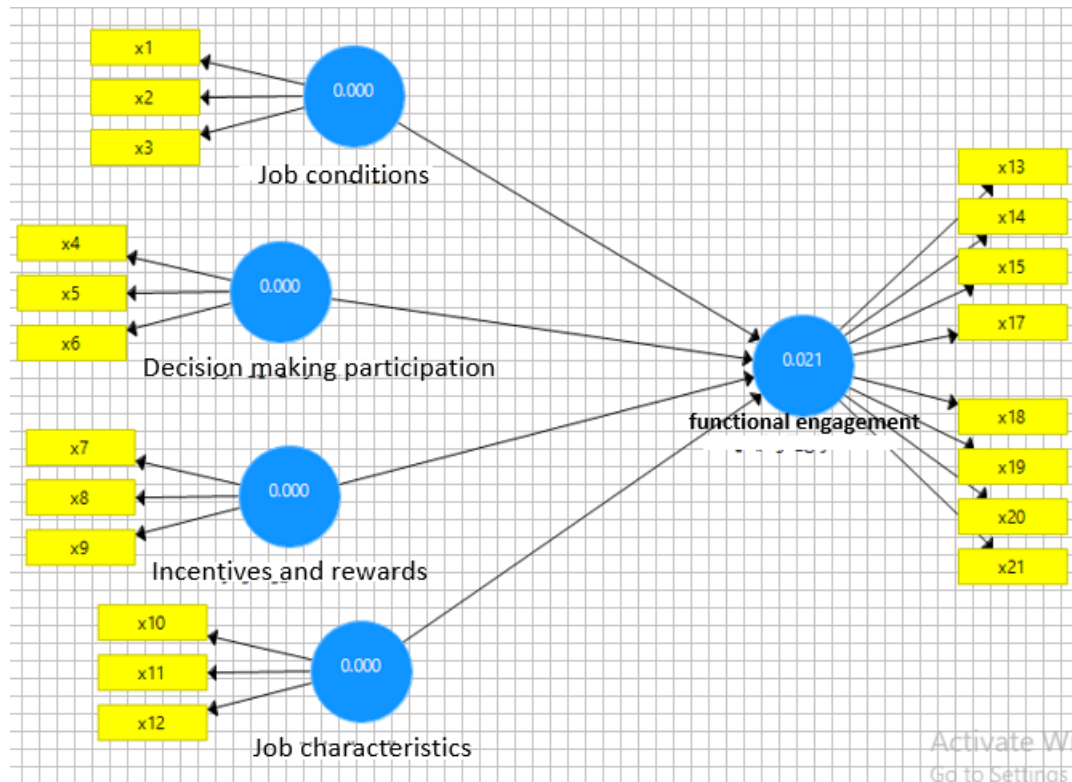 x1
x2
x3
0.000
Job conditions
x4
x5
x6
0.000
Decision making participation
x7
x8
x9
0.000
Incentives and rewards
x10
x11
x12
0.000
Job characteristics
0.021
functional engagement
x13
x14
x15
x17
x18
x19
x20
x21
Activate
Go to Settings